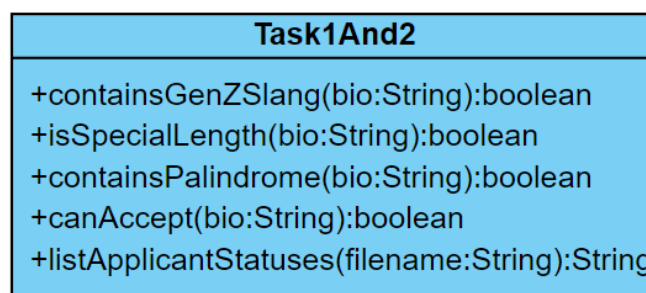 Task1And2
+containsGenZSlang(bio:String):boolean
+isSpecialLength(bio:String):boolean
+containsPalindrome(bio:String):boolean
+canAccept(bio:String):boolean
+listApplicantStatuses(filename:String):String